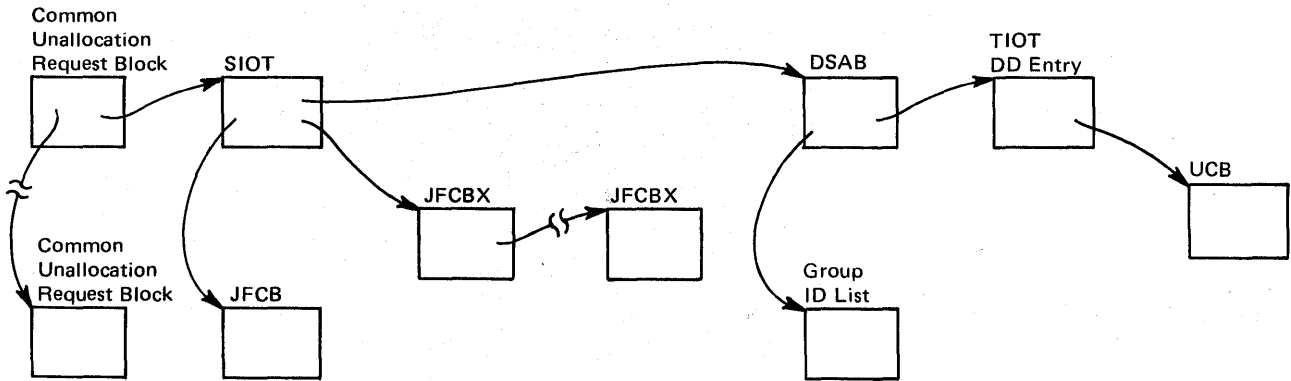 Common
Unallocation
Request Block
SIOT
DSAB
TIOT
DD Entry
UCB
JFCBX
JFCBX
Common
Unallocation
Request Block
JFCB
Group
ID List